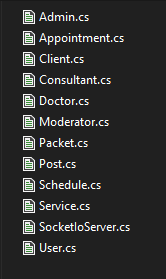 Admin.cs
Appointment.cs
Client.cs
Consultant.cs
Doctor.cs
Moderator.cs
Packet.cs
Post.cs
Schedule.cs
Service.cs
SocketIoServer.cs
User.cs